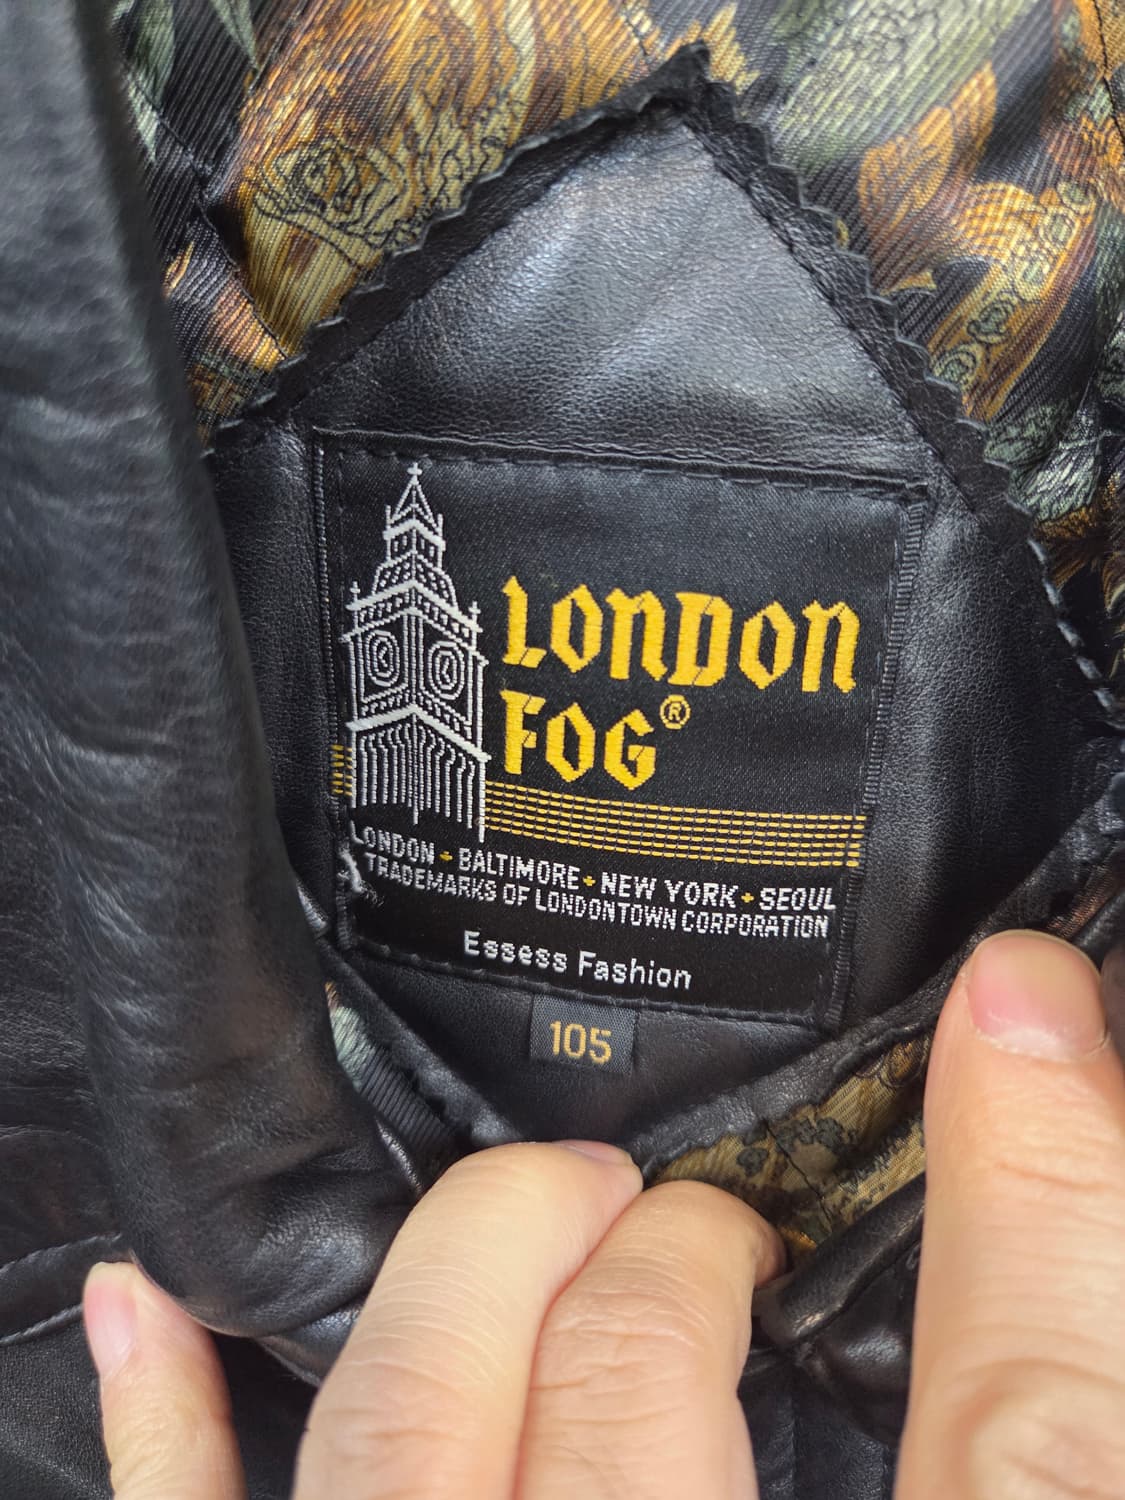 LONDON
FOG®
LONDON + BALTIMORE + NEW YORK + SEOUL
TRADEMARKS OF LONDONTOWN CORPORATION
Essess Fashion
105